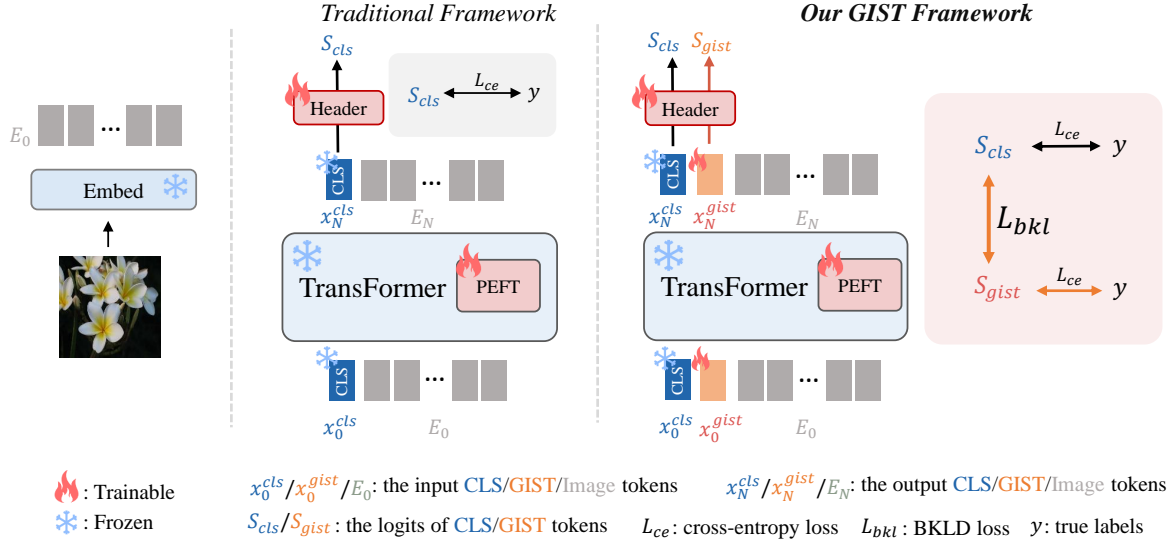 Traditional Framework
Our GIST Framework
E_0
...
Embed
S_cls
Header
S_cls L_ce y
CLS
...
x_N^cls
E_N
TransFormer
PEFT
CLS
...
x_0^cls
E_0
S_cls S_gist
Header
CLS
...
x_N^cls x_N^gist
E_N
TransFormer
PEFT
CLS
...
x_0^cls x_0^gist
E_0
S_cls L_ce y
L_bkl
S_gist L_ce y
: Trainable
: Frozen
x_0^cls/x_0^gist/E_0: the input CLS/GIST/Image tokens
x_N^cls/x_N^gist/E_N: the output CLS/GIST/Image tokens
S_cls/S_gist: the logits of CLS/GIST tokens
L_ce: cross-entropy loss
L_bkl: BKLD loss
y: true labels